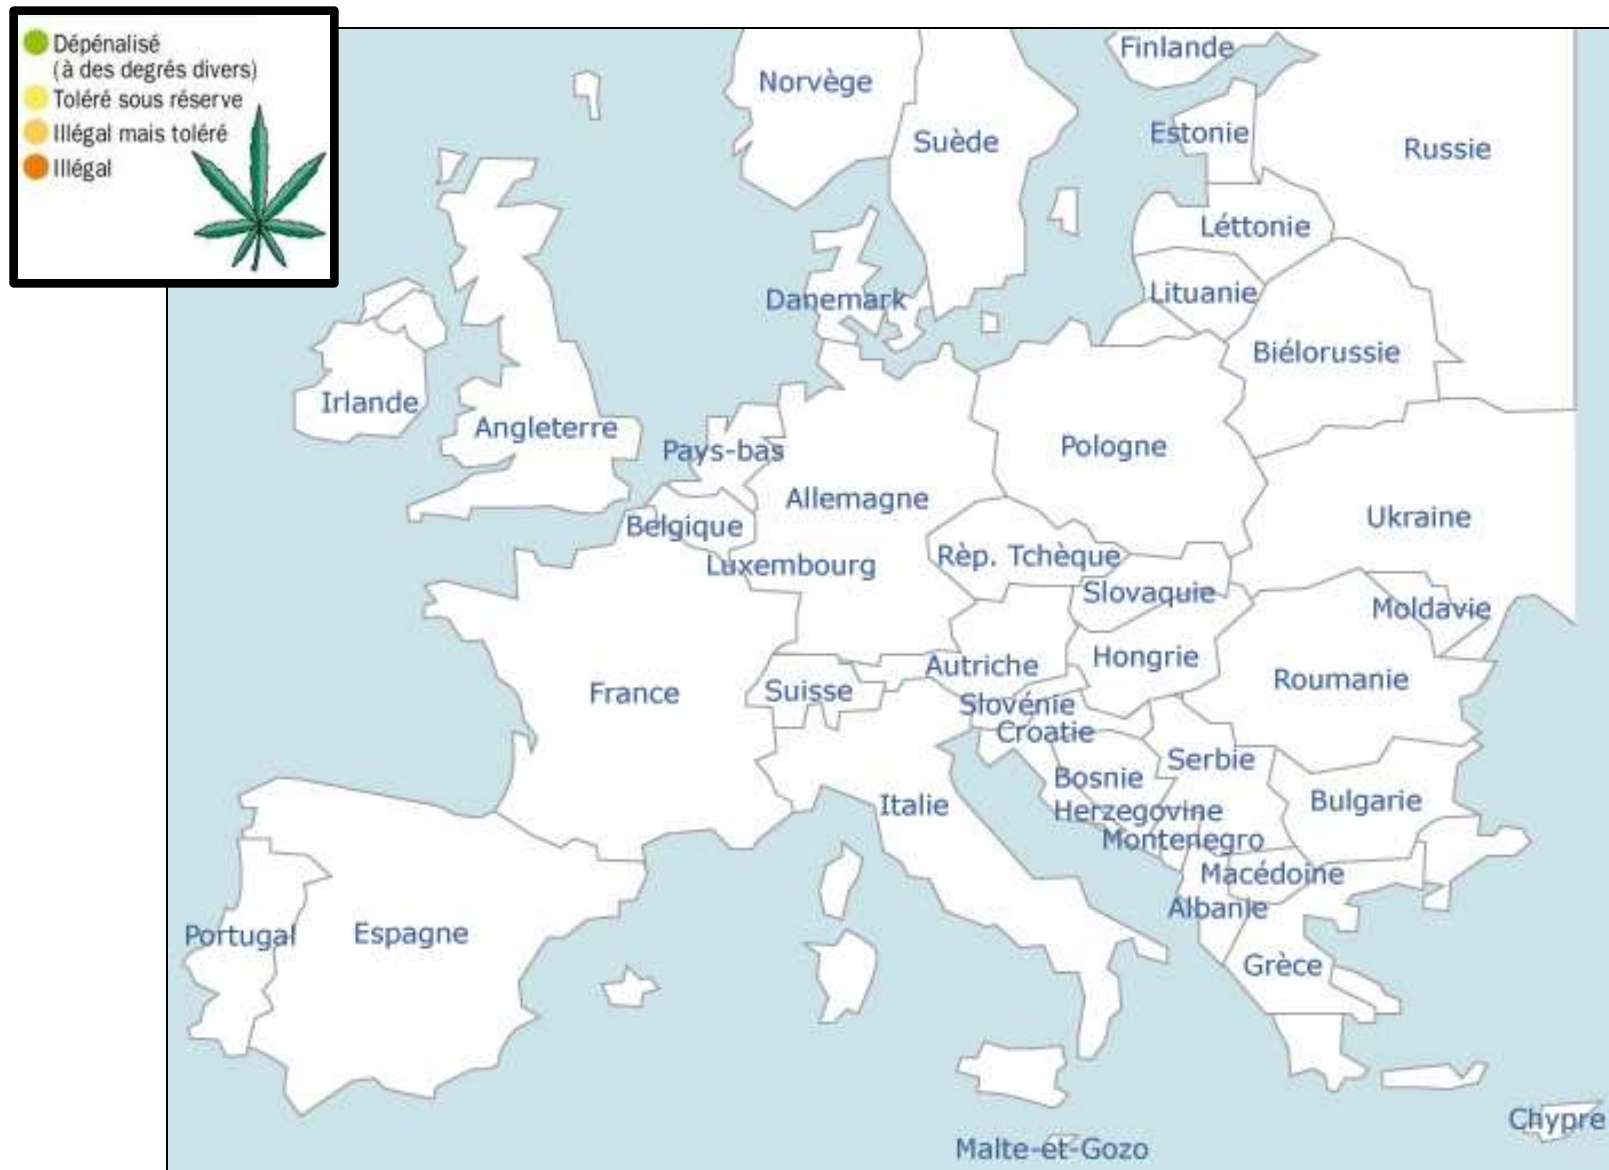 Dépénalisé
(à des degrés divers)
Toléré sous réserve
Illégal mais toléré
Illégal
Finlande
Norvège
Suède
Estonie
Russie
Léttonie
Danemark
Lituanie
Biélorussie
Irlande
Angleterre
Pays-bas
Pologne
Allemagne
Belgique
Ukraine
Luxembourg
Rèp. Tchèque
Slovaquie
Moldavie
Autriche
Hongrie
France
Suisse
Roumanie
Slovénie
Croatie
Serbie
Bosnie
Italie
Bulgarie
Herzegovine
Montenegro
Macédoine
Albanie
Portugal
Espagne
Grèce
Chypre
Malte-et-Gozo